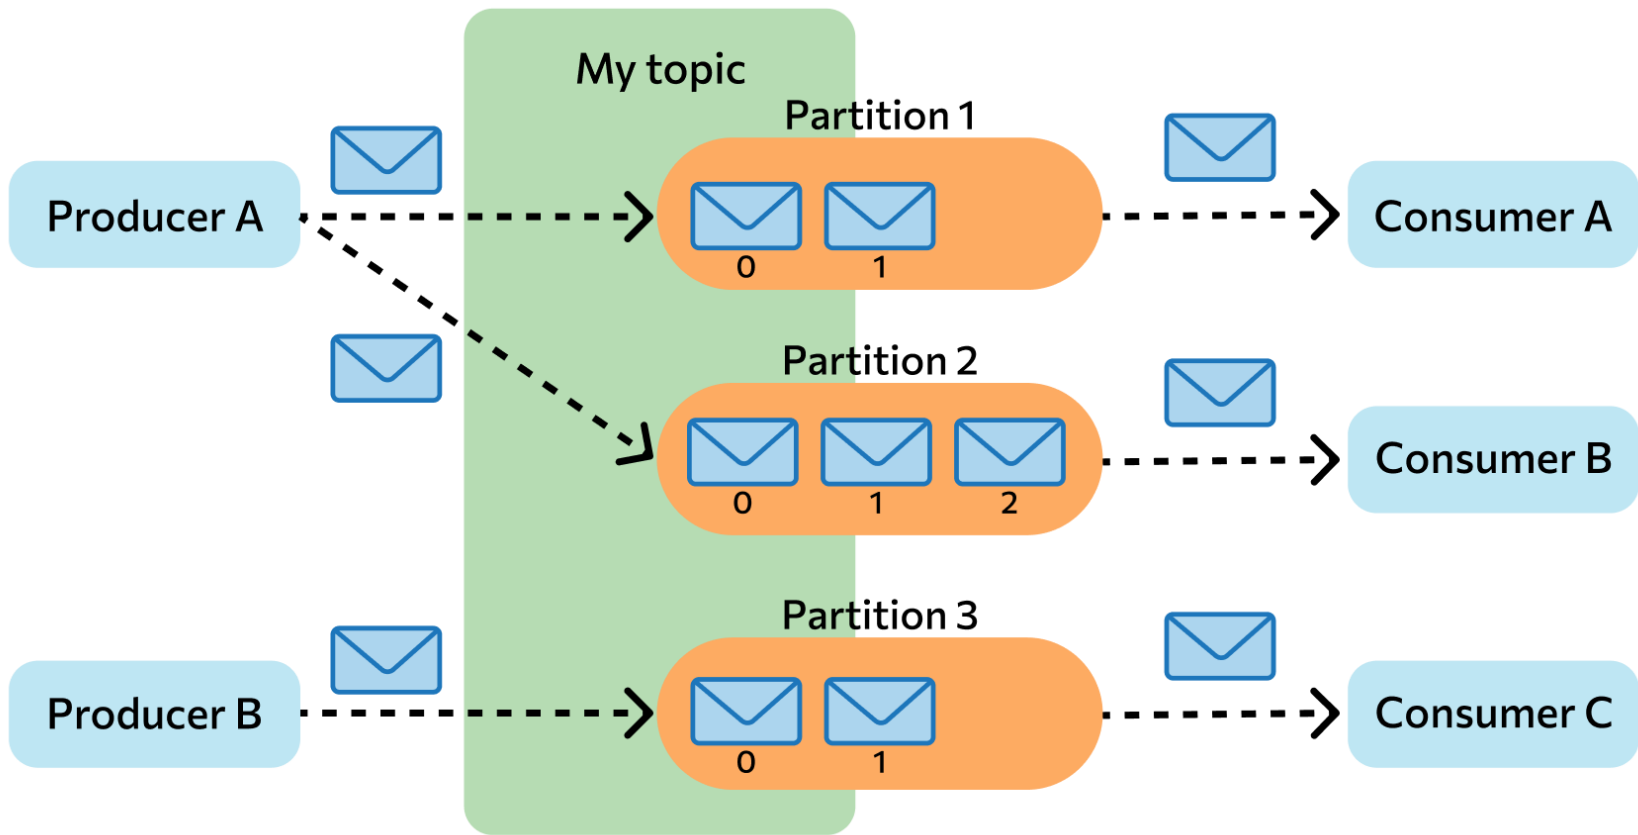 My topic
Partition 1
Producer A
0 1
Consumer A
Partition 2
0 1 2
Consumer B
Partition 3
Producer B
0 1
Consumer C